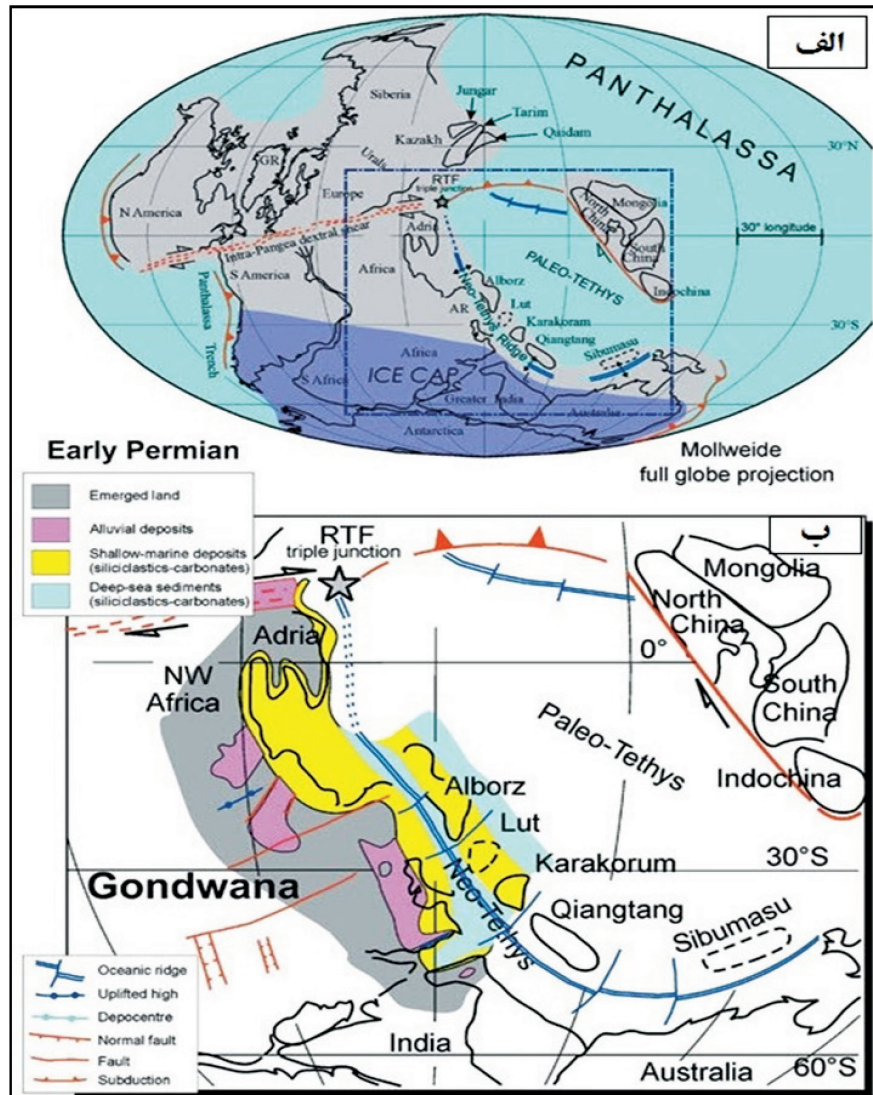 الف
PANTHALASSA
Siberia
Jungar
Tarim
Qaidam
Kazakh
Urals
30°N
GR
RTF
triple junction
Europe
N America
Mongolia
North
China
30° longitude
Adria
Intra-Pangea dextral shear
South
China
S America
Africa
Alborz
PALEO-TETHYS
Indochina
Panthalassa
Trench
Neo-Tethys Ridge
Lut
AR
Karakoram
Qiangtang
30°S
Sibumasu
Africa
S Africa
ICE CAP
Greater India
Australia
Antarctica
Early Permian
Mollweide
full globe projection
Emerged land
Alluvial deposits
Shallow-marine deposits
(siliciclastics-carbonates)
Deep-sea sediments
(siliciclastics-carbonates)
ب
RTF
triple junction
Mongolia
North
China
Adria
0°
NW
Africa
South
China
Paleo-Tethys
Indochina
Alborz
Lut
30°S
Karakorum
Gondwana
Neo-Tethys
Qiangtang
Sibumasu
Oceanic ridge
Uplifted high
Depocentre
Normal fault
Fault
Subduction
India
Australia
60°S